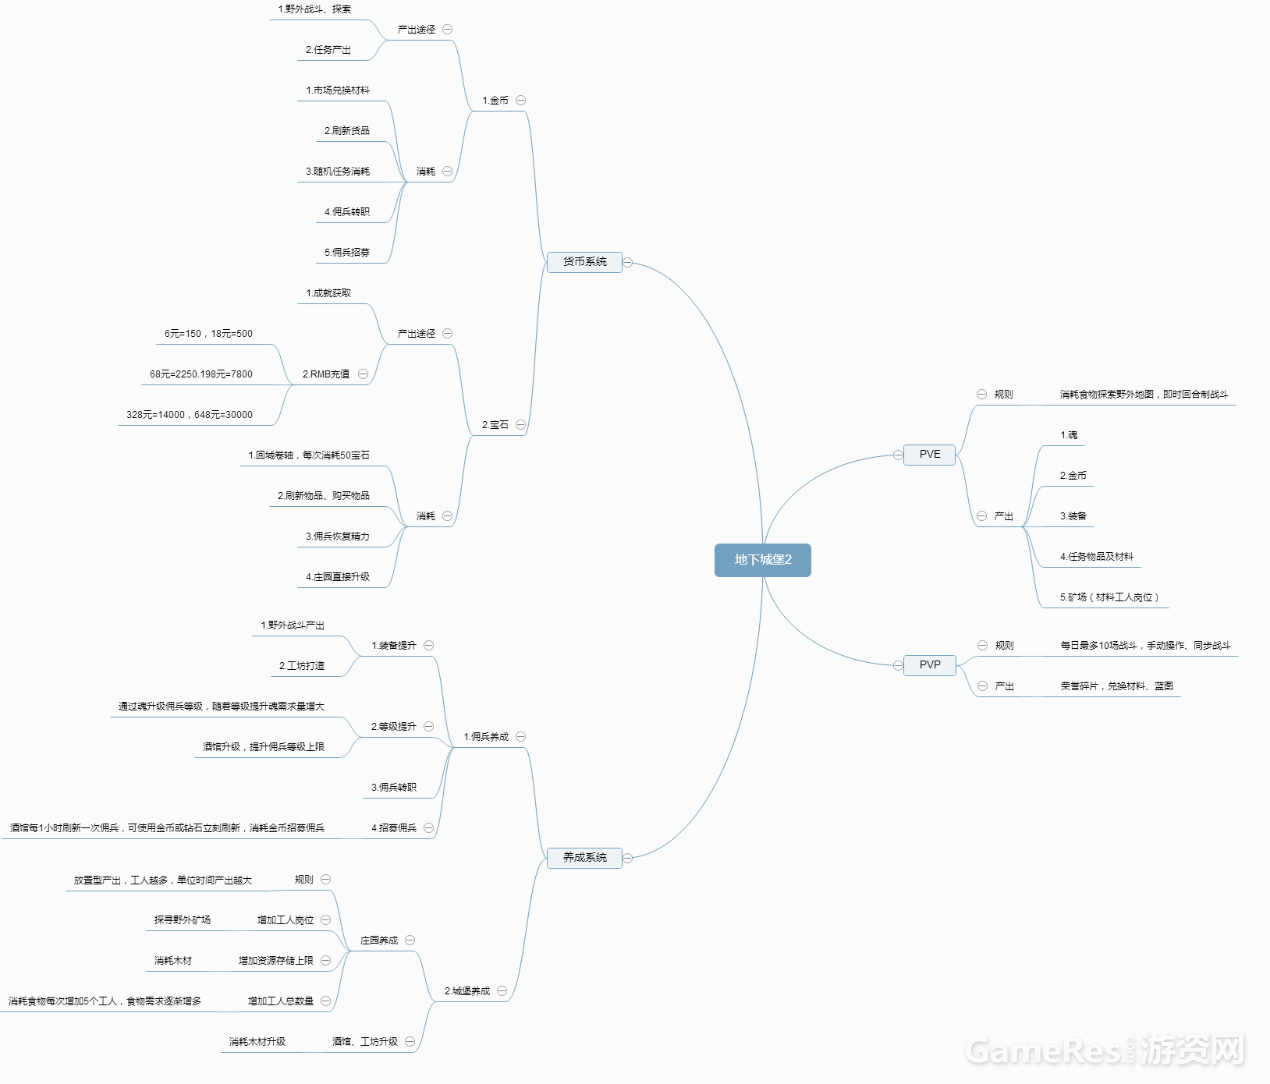 1.野外战斗、探索
产出途径
2.任务产出
1.市场兑换材料
1.金币
2.刷新货品
3.随机任务消耗
消耗
4.佣兵转职
5.佣兵招募
货币系统
1.成就获取
6元=150，18元=500
产出途径
68元=2250.198元=7800
2.RMB充值
328元=14000，648元=30000
2.宝石
1.回城卷轴，每次消耗50宝石
2.刷新物品、购买物品
消耗
3.佣兵恢复精力
4.庄园直接升级
地下城堡2
PVE
规则
消耗食物探索野外地图，即时回合制战斗
产出
1.魂
2.金币
3.装备
4.任务物品及材料
5.矿场（材料工人岗位）
PVP
规则
每日最多10场战斗，手动操作、同步战斗
产出
荣誉碎片，兑换材料、蓝图
1.野外战斗产出
1.装备提升
2.工坊打造
通过魂升级佣兵等级，随着等级提升魂需求量增大
2.等级提升
酒馆升级，提升佣兵等级上限
1.佣兵养成
3.佣兵转职
酒馆每1小时刷新一次佣兵，可使用金币或钻石立刻刷新，消耗金币招募佣兵
4.招募佣兵
养成系统
放置型产出，工人越多，单位时间产出越大
规则
探寻野外矿场
增加工人岗位
庄园养成
消耗木材
增加资源存储上限
2.城堡养成
消耗食物每次增加5个工人，食物需求逐渐增多
增加工人总数量
消耗木材升级
酒馆、工坊升级
GameRes.com游资网